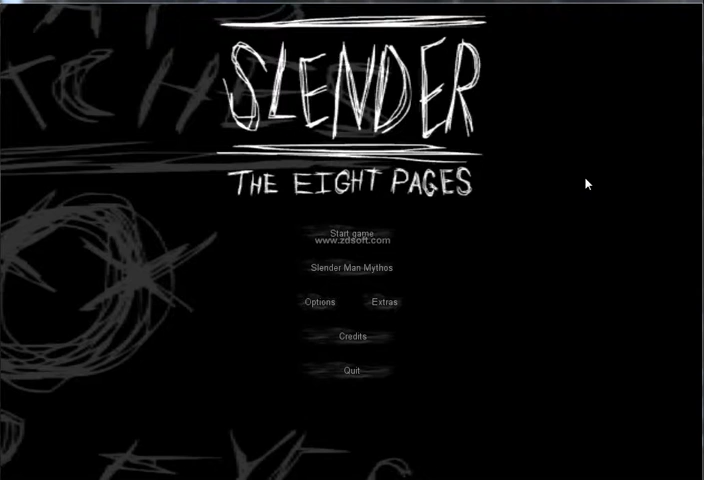 SLENDER
THE EIGHT PAGES
Start game
www.zdsoft.com
Slender Man Mythos
Options Extras
Credits
Quit